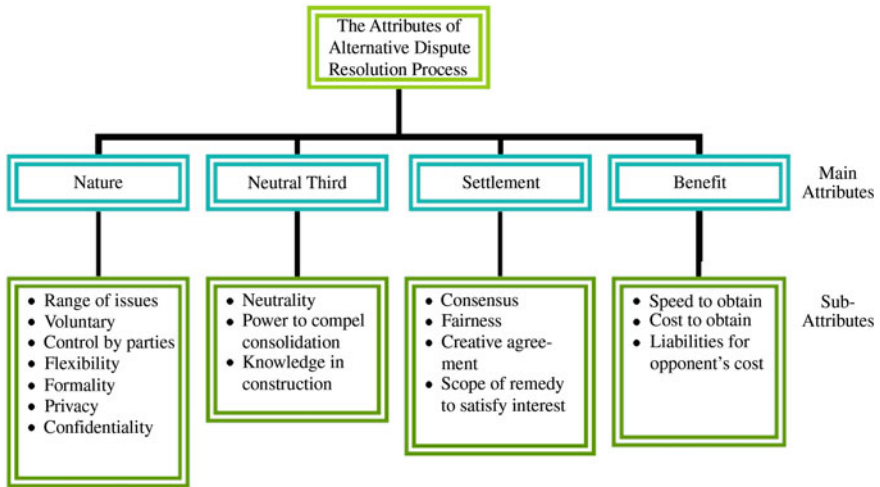 The Attributes of
Alternative Dispute
Resolution Process
Nature
Neutral Third
Settlement
Benefit
Main
Attributes
• Range of issues
• Voluntary
• Control by parties
• Flexibility
• Formality
• Privacy
• Confidentiality
• Neutrality
• Power to compel
consolidation
• Knowledge in
construction
• Consensus
• Fairness
• Creative agree-
ment
• Scope of remedy
to satisfy interest
• Speed to obtain
• Cost to obtain
• Liabilities for
opponent's cost
Sub-
Attributes